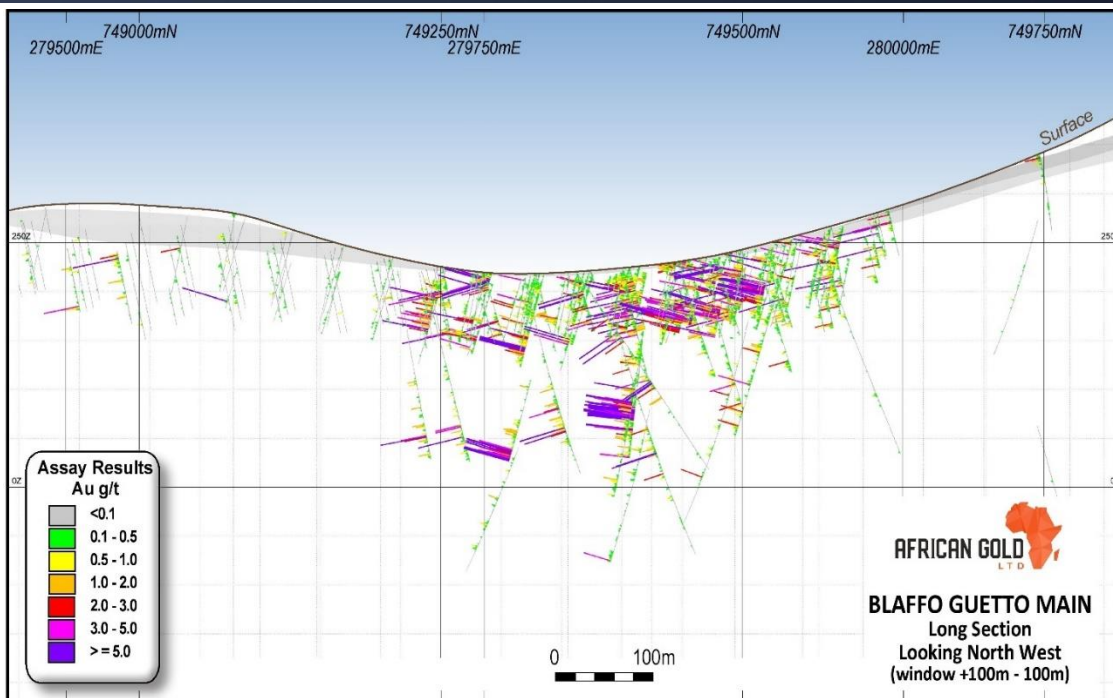 749000mN
749250mN
749500mN
749750mN
279500mE
279750mE
280000mE
Surface
250Z
250
0Z
0
Assay Results
Au g/t
<0.1
0.1 - 0.5
0.5 - 1.0
1.0 - 2.0
2.0 - 3.0
3.0 - 5.0
> = 5.0
0
100m
AFRICAN GOLD
LTD
BLAFFO GUETTO MAIN
Long Section
Looking North West
(window +100m - 100m)